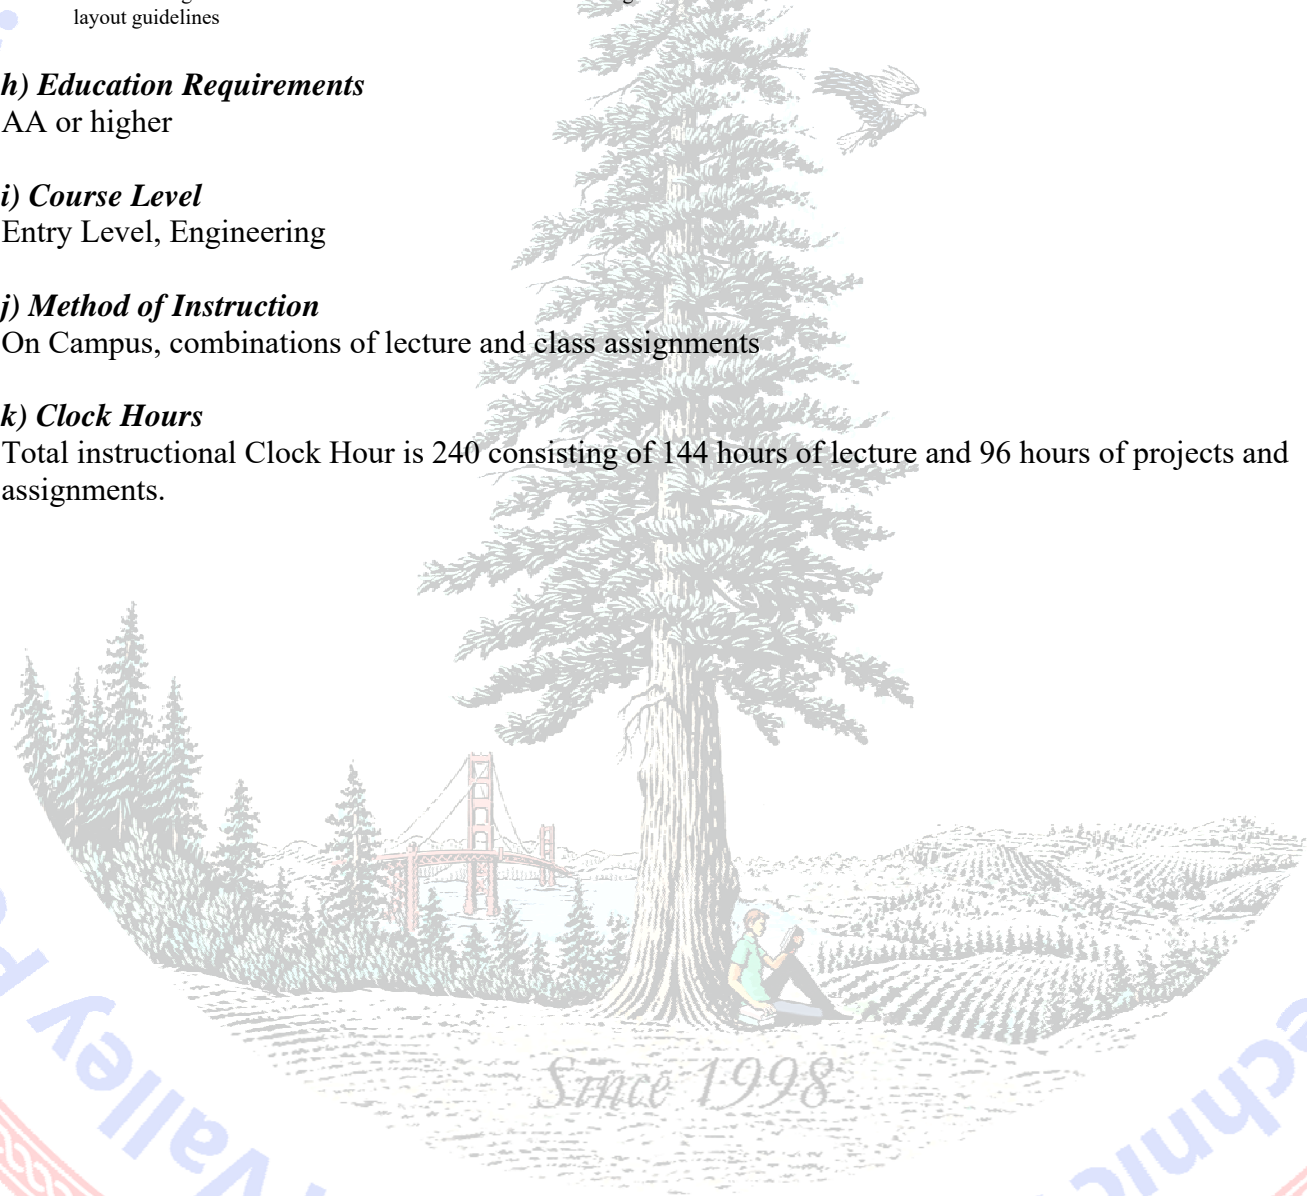 layout guidelines
h) Education Requirements
AA or higher
i) Course Level
Entry Level, Engineering
j) Method of Instruction
On Campus, combinations of lecture and class assignments
k) Clock Hours
Total instructional Clock Hour is 240 consisting of 144 hours of lecture and 96 hours of projects and
assignments.
Since 1998
Valley